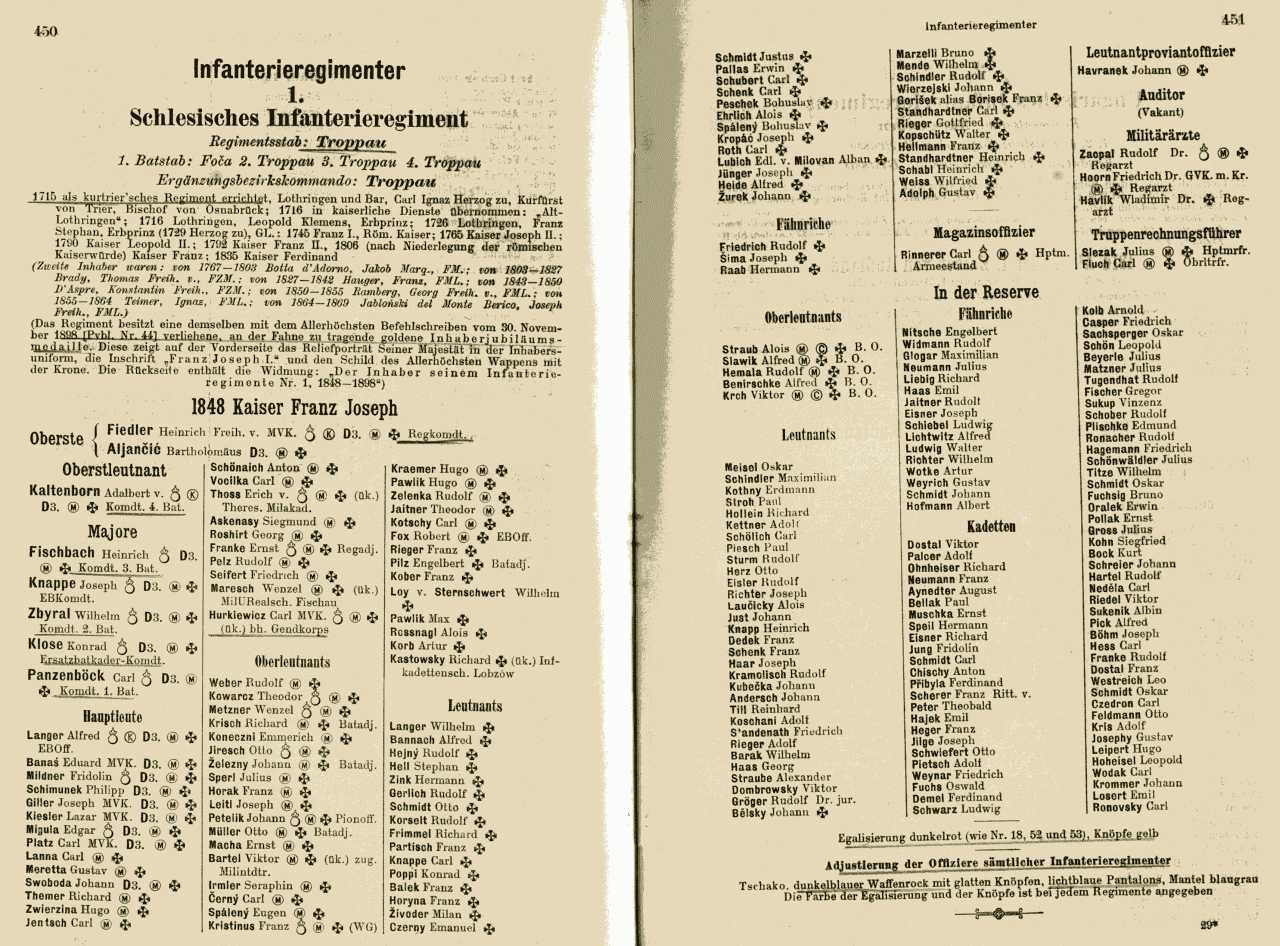 450
Infanterieregimenter
1.
Schlesisches Infanterieregiment
Regimentsstab: Troppau
1. Batstab: Foča 2. Troppau 3. Troppau 4. Troppau
Ergänzungsbezirkskommando: Troppau
1715 als kurtrier'sches Regiment errichtet, Lothringen und Bar, Carl Ignaz Herzog zu, Kurfürst
von Trier, Bischof von Osnabrück; 1716 in kaiserliche Dienste übernommen: „Alt-
Lothringen“; 1716 Lothringen, Leopold Klemens, Erbprinz; 1726 Lothringen, Franz
Stephan, Erbprinz (1729 Herzog zu), GL.; 1745 Franz I., Röm. Kaiser; 1765 Kaiser Joseph II.;
1790 Kaiser Leopold II.; 1792 Kaiser Franz II., 1806 (nach Niederlegung der römischen
Kaiserwürde) Kaiser Franz; 1835 Kaiser Ferdinand
(Zweite Inhaber waren: von 1767—1803 Botta d'Adorno, Jakob Marg., FM.; von 1803—1827
Brady, Thomas Freih. v., FZM.; von 1827—1842 Hauger, Franz, FML.; von 1843—1850
D'Aspre, Konstantin Freih., FZM.; von 1850—1855 Ramberg, Georg Freih. v., FML.; von
1855—1864 Teimer, Ignaz, FML.; von 1864—1869 Jabloński del Monte Berico, Joseph
Freih., FML.)
(Das Regiment besitzt eine demselben mit dem Allerhöchsten Befehlschreiben vom 30. Novem-
ber 1898 [Pvbl. Nr. 44] verliehene, an der Fahne zu tragende goldene Inhaberjubiläums-
medaille. Diese zeigt auf der Vorderseite das Reliefporträt Seiner Majestät in der Inhabers-
uniform, die Inschrift „Franz Joseph I.“ und den Schild des Allerhöchsten Wappens mit
der Krone. Die Rückseite enthält die Widmung: „Der Inhaber seinem Infanterie-
regimente Nr. 1, 1848—1898“)
1848 Kaiser Franz Joseph
Oberste
Fiedler Heinrich Freih. v. MVK. Ⓚ D3. Ⓜ ✠ Regkomdt.
Aljančić Bartholomäus D3. Ⓜ ✠
Oberstleutnant
Kaltenborn Adalbert v. Ⓚ
D3. Ⓜ ✠ Komdt. 4. Bat.
Majore
Fischbach Heinrich D3.
Ⓜ ✠ Komdt. 3. Bat.
Knappe Joseph D3. Ⓜ ✠
EBKomdt.
Zbyral Wilhelm D3. Ⓜ ✠
Komdt. 2. Bat.
Klose Konrad D3. Ⓜ ✠
Ersatzbatkader-Komdt.
Panzenböck Carl D3. Ⓜ
✠ Komdt. 1. Bat.
Hauptleute
Langer Alfred Ⓚ D3. Ⓜ ✠
EBOff.
Banaś Eduard MVK. D3. Ⓜ ✠
Mildner Fridolin D3. Ⓜ ✠
Schimunek Philipp D3. Ⓜ ✠
Giller Joseph MVK. D3. Ⓜ ✠
Kiesler Lazar MVK. D3. Ⓜ ✠
Migula Edgar D3. Ⓜ ✠
Platz Carl MVK. D3. Ⓜ ✠
Lanna Carl Ⓜ ✠
Meretta Gustav Ⓜ ✠
Swoboda Johann D3. Ⓜ ✠
Themer Richard Ⓜ ✠
Zwierzina Hugo Ⓜ ✠
Jentsch Carl Ⓜ ✠
Schönaich Anton Ⓜ ✠
Vocilka Carl Ⓜ ✠
Thoss Erich v. Ⓜ ✠ (ük.)
Theres. Milakad.
Askenasy Siegmund Ⓜ ✠
Roshirt Georg Ⓜ ✠
Franke Ernst Ⓜ ✠ Regadj.
Pelz Rudolf Ⓜ ✠
Seifert Friedrich Ⓜ ✠
Maresch Wenzel Ⓜ ✠ (ük.)
MilURealsch. Fischau
Hurkiewicz Carl MVK. Ⓜ ✠
(ük.) bh. Gendkorps
Oberleutnants
Weber Rudolf Ⓜ ✠
Kowarcz Theodor Ⓜ ✠
Metzner Wenzel Ⓜ ✠
Krisch Richard Ⓜ ✠ Batadj.
Koneczni Emmerich Ⓜ ✠
Jiresch Otto Ⓜ ✠
Železny Johann Ⓜ ✠ Batadj.
Sperl Julius Ⓜ ✠
Horak Franz Ⓜ ✠
Leitl Joseph Ⓜ ✠
Petelik Johann Ⓜ ✠ Pionoff.
Müller Otto Ⓜ ✠ Batadj.
Macha Ernst Ⓜ ✠
Bartel Viktor Ⓜ ✠ (ük.) zug.
Milintdtr.
Irmler Seraphin Ⓜ ✠
Černý Carl Ⓜ ✠
Spálený Eugen Ⓜ ✠
Kristinus Franz Ⓜ ✠ (WG)
Kraemer Hugo Ⓜ ✠
Pawlik Hugo Ⓜ ✠
Zelenka Rudolf Ⓜ ✠
Jaitner Theodor Ⓜ ✠
Kotschy Carl Ⓜ ✠
Fox Robert Ⓜ ✠ EBOff.
Rieger Franz ✠
Pilz Engelbert ✠ Batadj.
Kober Franz ✠
Loy v. Sternschwert Wilhelm
✠
Pawlik Max ✠
Rossnagl Alois ✠
Korb Artur ✠
Kastowsky Richard ✠ (ük.) Inf-
kadettensch. Lobzów
Leutnants
Langer Wilhelm ✠
Bannach Alfred ✠
Hejný Rudolf ✠
Hell Stephan ✠
Zink Hermann ✠
Gerlich Rudolf ✠
Schmidt Otto ✠
Korselt Rudolf ✠
Frimmel Richard ✠
Partisch Franz ✠
Knappe Carl ✠
Poppi Konrad ✠
Balek Franz ✠
Horyna Franz ✠
Živoder Milan ✠
Czerny Emanuel ✠
Infanterieregimenter
451
Schmidt Justus ✠
Pallas Erwin ✠
Schubert Carl ✠
Schenk Carl ✠
Peschek Bohuslav ✠
Ehrlich Alois ✠
Spálený Bohuslav ✠
Kropáč Joseph ✠
Roth Carl ✠
Lubich Edl. v. Milovan Alban ✠
Jünger Joseph ✠
Heide Alfred ✠
Žurek Johann ✠
Fähnriche
Friedrich Rudolf ✠
Šima Joseph ✠
Raab Hermann ✠
Marzelli Bruno ✠
Mende Wilhelm ✠
Schindler Rudolf ✠
Wierzejski Johann ✠
Gorišek alias Borisek Franz ✠
Standhardtner Carl ✠
Rieger Gottfried ✠
Kopschütz Walter ✠
Hellmann Franz ✠
Standhardtner Heinrich ✠
Schabl Heinrich ✠
Weiss Wilfried ✠
Adolph Gustav ✠
Magazinsoffizier
Rinnerer Carl Ⓜ ✠ Hptm.
Armeestand
Leutnantproviantoffizier
Havranek Johann Ⓜ ✠
Auditor
(Vakant)
Militärärzte
Zaopal Rudolf Dr. Ⓜ ✠
Regarzt
Hoorn Friedrich Dr. GVK. m. Kr.
Ⓜ ✠ Regarzt
Havlik Wladimir Dr. ✠ Reg-
arzt
Truppenrechnungsführer
Slezak Julius Ⓜ ✠ Hptmrfr.
Fluch Carl Ⓜ ✠ Oblrtrfr.
In der Reserve
Oberleutnants
Straub Alois Ⓜ Ⓒ ✠ B. O.
Slawik Alfred Ⓜ ✠ B. O.
Hemala Rudolf Ⓜ ✠ B. O.
Benirschke Alfred ✠ B. O.
Krch Viktor Ⓜ Ⓒ ✠ B. O.
Leutnants
Meisel Oskar
Schindler Maximilian
Kothny Erdmann
Stroh Paul
Hollein Richard
Kettner Adolf
Schölich Carl
Piesch Paul
Sturm Rudolf
Herz Otto
Eisler Rudolf
Richter Joseph
Laučicky Alois
Just Johann
Knapp Heinrich
Dedek Franz
Schenk Franz
Haar Joseph
Kramolisch Rudolf
Kubečka Johann
Andersch Johann
Till Reinhard
Koschani Adolf
S'andenath Friedrich
Rieger Adolf
Barak Wilhelm
Haas Georg
Straube Alexander
Dombrowsky Viktor
Gröger Rudolf Dr. jur.
Bělsky Johann ✠
Fähnriche
Nitsche Engelbert
Widmann Rudolf
Glogar Maximilian
Neumann Julius
Liebig Richard
Haas Emil
Jaitner Rudolf
Eisner Joseph
Schiebel Ludwig
Lichtwitz Alfred
Ludwig Walter
Richter Wilhelm
Wotke Artur
Weyrich Gustav
Schmidt Johann
Hofmann Albert
Kadetten
Dostal Viktor
Palcer Adolf
Ohnheiser Richard
Neumann Franz
Aynedter August
Bellak Paul
Muschka Ernst
Speil Hermann
Eisner Richard
Jung Fridolin
Schmidt Carl
Chischy Anton
Přibyla Ferdinand
Scherer Franz Ritt. v.
Peter Theobald
Hajek Emil
Heger Franz
Jilge Joseph
Schwiefert Otto
Pietsch Adolf
Weynar Friedrich
Fuchs Oswald
Demel Ferdinand
Schwarz Ludwig
Kolb Arnold
Casper Friedrich
Sachsperger Oskar
Schön Leopold
Beyerle Julius
Matzner Julius
Tugendhat Rudolf
Fischer Gregor
Sukup Vinzenz
Schober Rudolf
Plischke Edmund
Ronacher Rudolf
Hagemann Friedrich
Schönwäldler Julius
Titze Wilhelm
Schmidt Oskar
Fuchsig Bruno
Oralek Erwin
Pollak Ernst
Gross Julius
Kohn Siegfried
Bock Kurt
Schreier Johann
Hartel Rudolf
Neděla Carl
Riedel Viktor
Sukenik Albin
Pick Alfred
Böhm Joseph
Hess Carl
Franke Rudolf
Dostal Franz
Westreich Leo
Schmidt Oskar
Czedron Carl
Feldmann Otto
Kris Adolf
Josephy Gustav
Leipert Hugo
Hoheisel Leopold
Wodak Carl
Krommer Johann
Losert Emil
Ronovsky Carl
Egalisierung dunkelrot (wie Nr. 18, 52 und 53), Knöpfe gelb
Adjustierung der Offiziere sämtlicher Infanterieregimenter
Tschako, dunkelblauer Waffenrock mit glatten Knöpfen, lichtblaue Pantalons, Mantel blaugrau
Die Farbe der Egalisierung und der Knöpfe ist bei jedem Regimente angegeben
29*